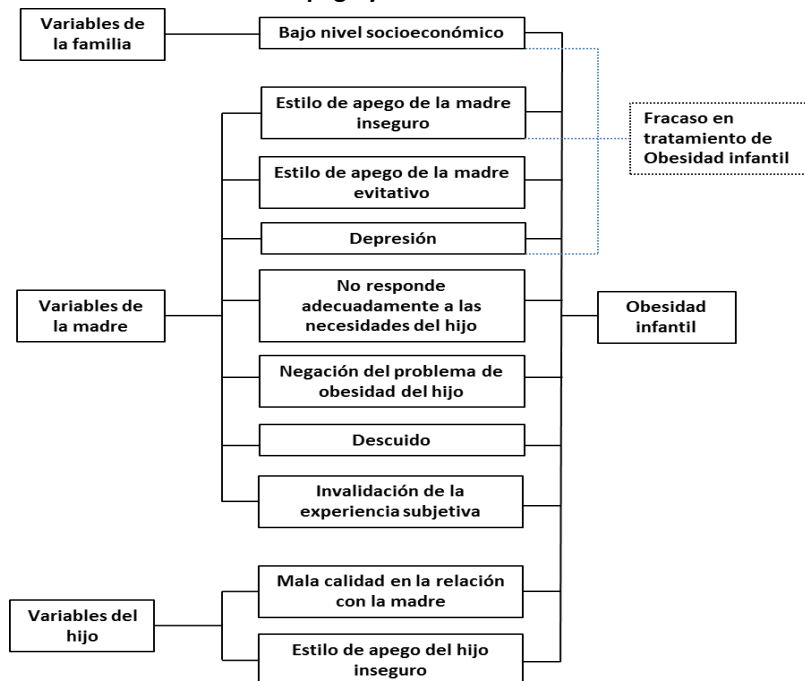 Variables de
la familia
Bajo nivel socioeconómico
Estilo de apego de la madre
inseguro
Fracaso en
tratamiento de
Obesidad infantil
Estilo de apego de la madre
evitativo
Depresión
Variables de
la madre
No responde
adecuadamente a las
necesidades del hijo
Obesidad
infantil
Negación del problema de
obesidad del hijo
Descuido
Invalidación de la
experiencia subjetiva
Variables del
hijo
Mala calidad en la relación
con la madre
Estilo de apego del hijo
inseguro